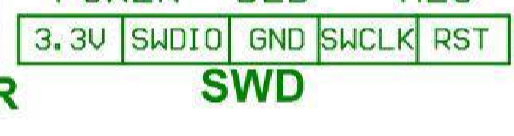 3.3V SWDIO GND SWCLK RST
SWD